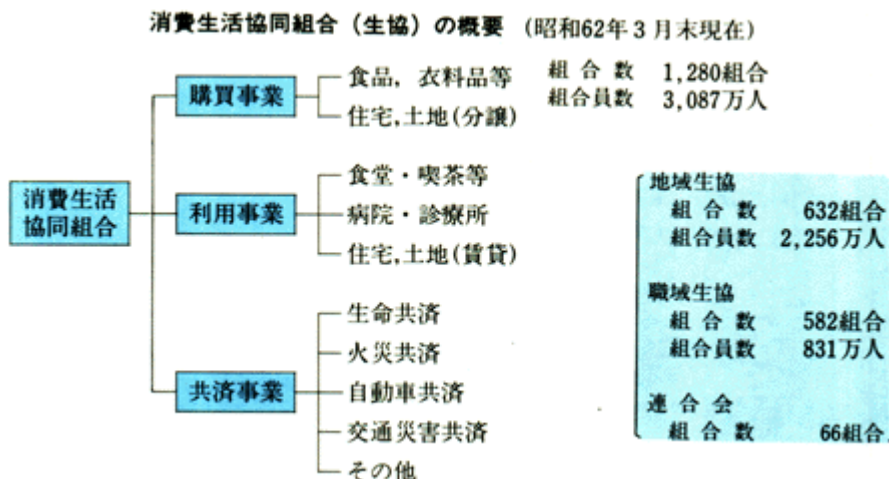 消費生活協同組合（生協）の概要 （昭和62年3月末現在）
組合数 1,280組合
組合員数 3,087万人
消費生活
協同組合
購買事業
食品，衣料品等
住宅,土地(分譲)
利用事業
食堂・喫茶等
病院・診療所
住宅,土地(賃貸)
共済事業
生命共済
火災共済
自動車共済
交通災害共済
その他
地域生協
組合数 632組合
組合員数 2,256万人
職域生協
組合数 582組合
組合員数 831万人
連合会
組合数 66組合